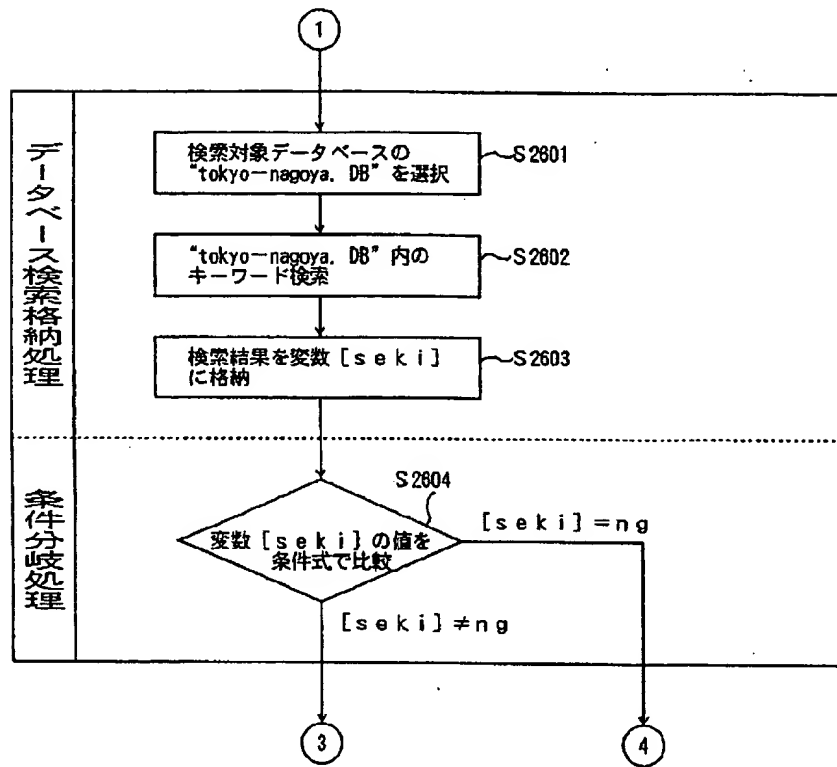 1
データベース検索格納処理
検索対象データベースの
“tokyo－nagoya. DB”を選択
S2601
“tokyo－nagoya. DB”内の
キーワード検索
S2602
検索結果を変数［ｓｅｋｉ］
に格納
S2603
条件分岐処理
S2604
変数［ｓｅｋｉ］の値を
条件式で比較
［ｓｅｋｉ］＝ｎｇ
［ｓｅｋｉ］≠ｎｇ
3
4